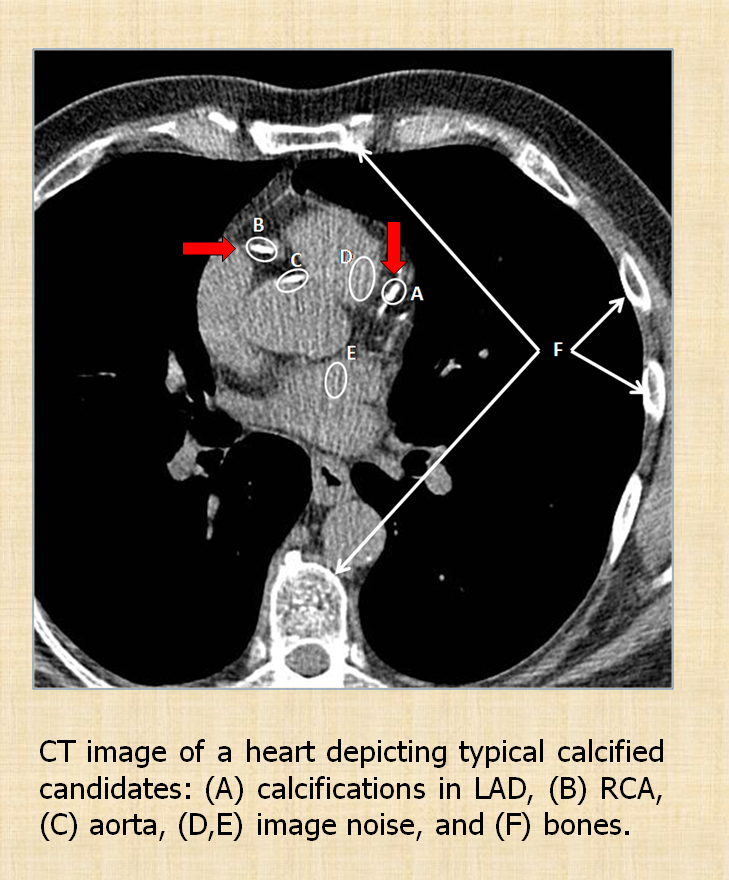 B
C
D
A
E
F
CT image of a heart depicting typical calcified
candidates: (A) calcifications in LAD, (B) RCA,
(C) aorta, (D,E) image noise, and (F) bones.